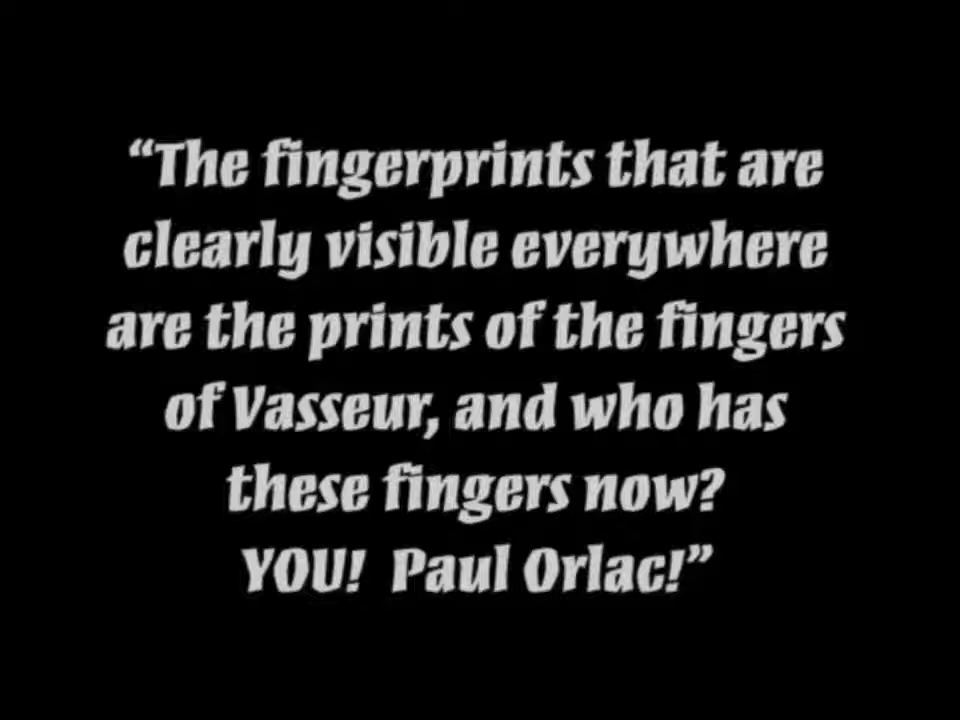 “The fingerprints that are
clearly visible everywhere
are the prints of the fingers
of Vasseur, and who has
these fingers now?
YOU!  Paul Orlac!”